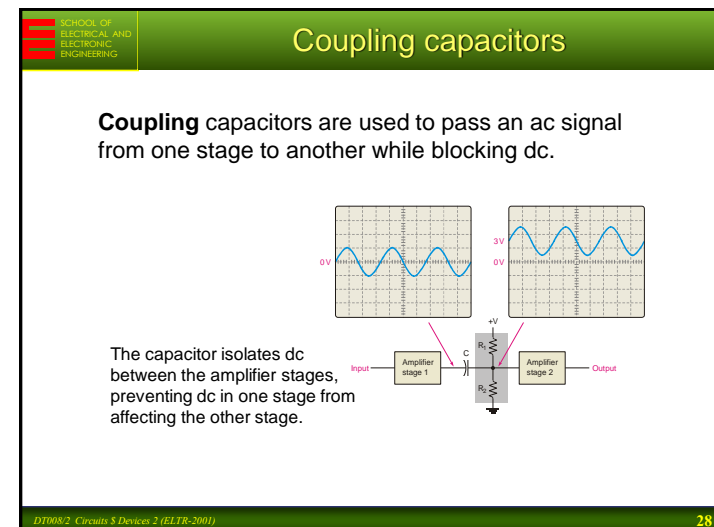 SCHOOL OF
ELECTRICAL AND
ELECTRONIC
ENGINEERING
Coupling capacitors
Coupling capacitors are used to pass an ac signal
from one stage to another while blocking dc.
0 V
3 V
0 V
The capacitor isolates dc
between the amplifier stages,
preventing dc in one stage from
affecting the other stage.
+V
R1
C
Input
Amplifier
stage 1
Amplifier
stage 2
Output
R2
DT008/2 Circuits $ Devices 2 (ELTR-2001)
28